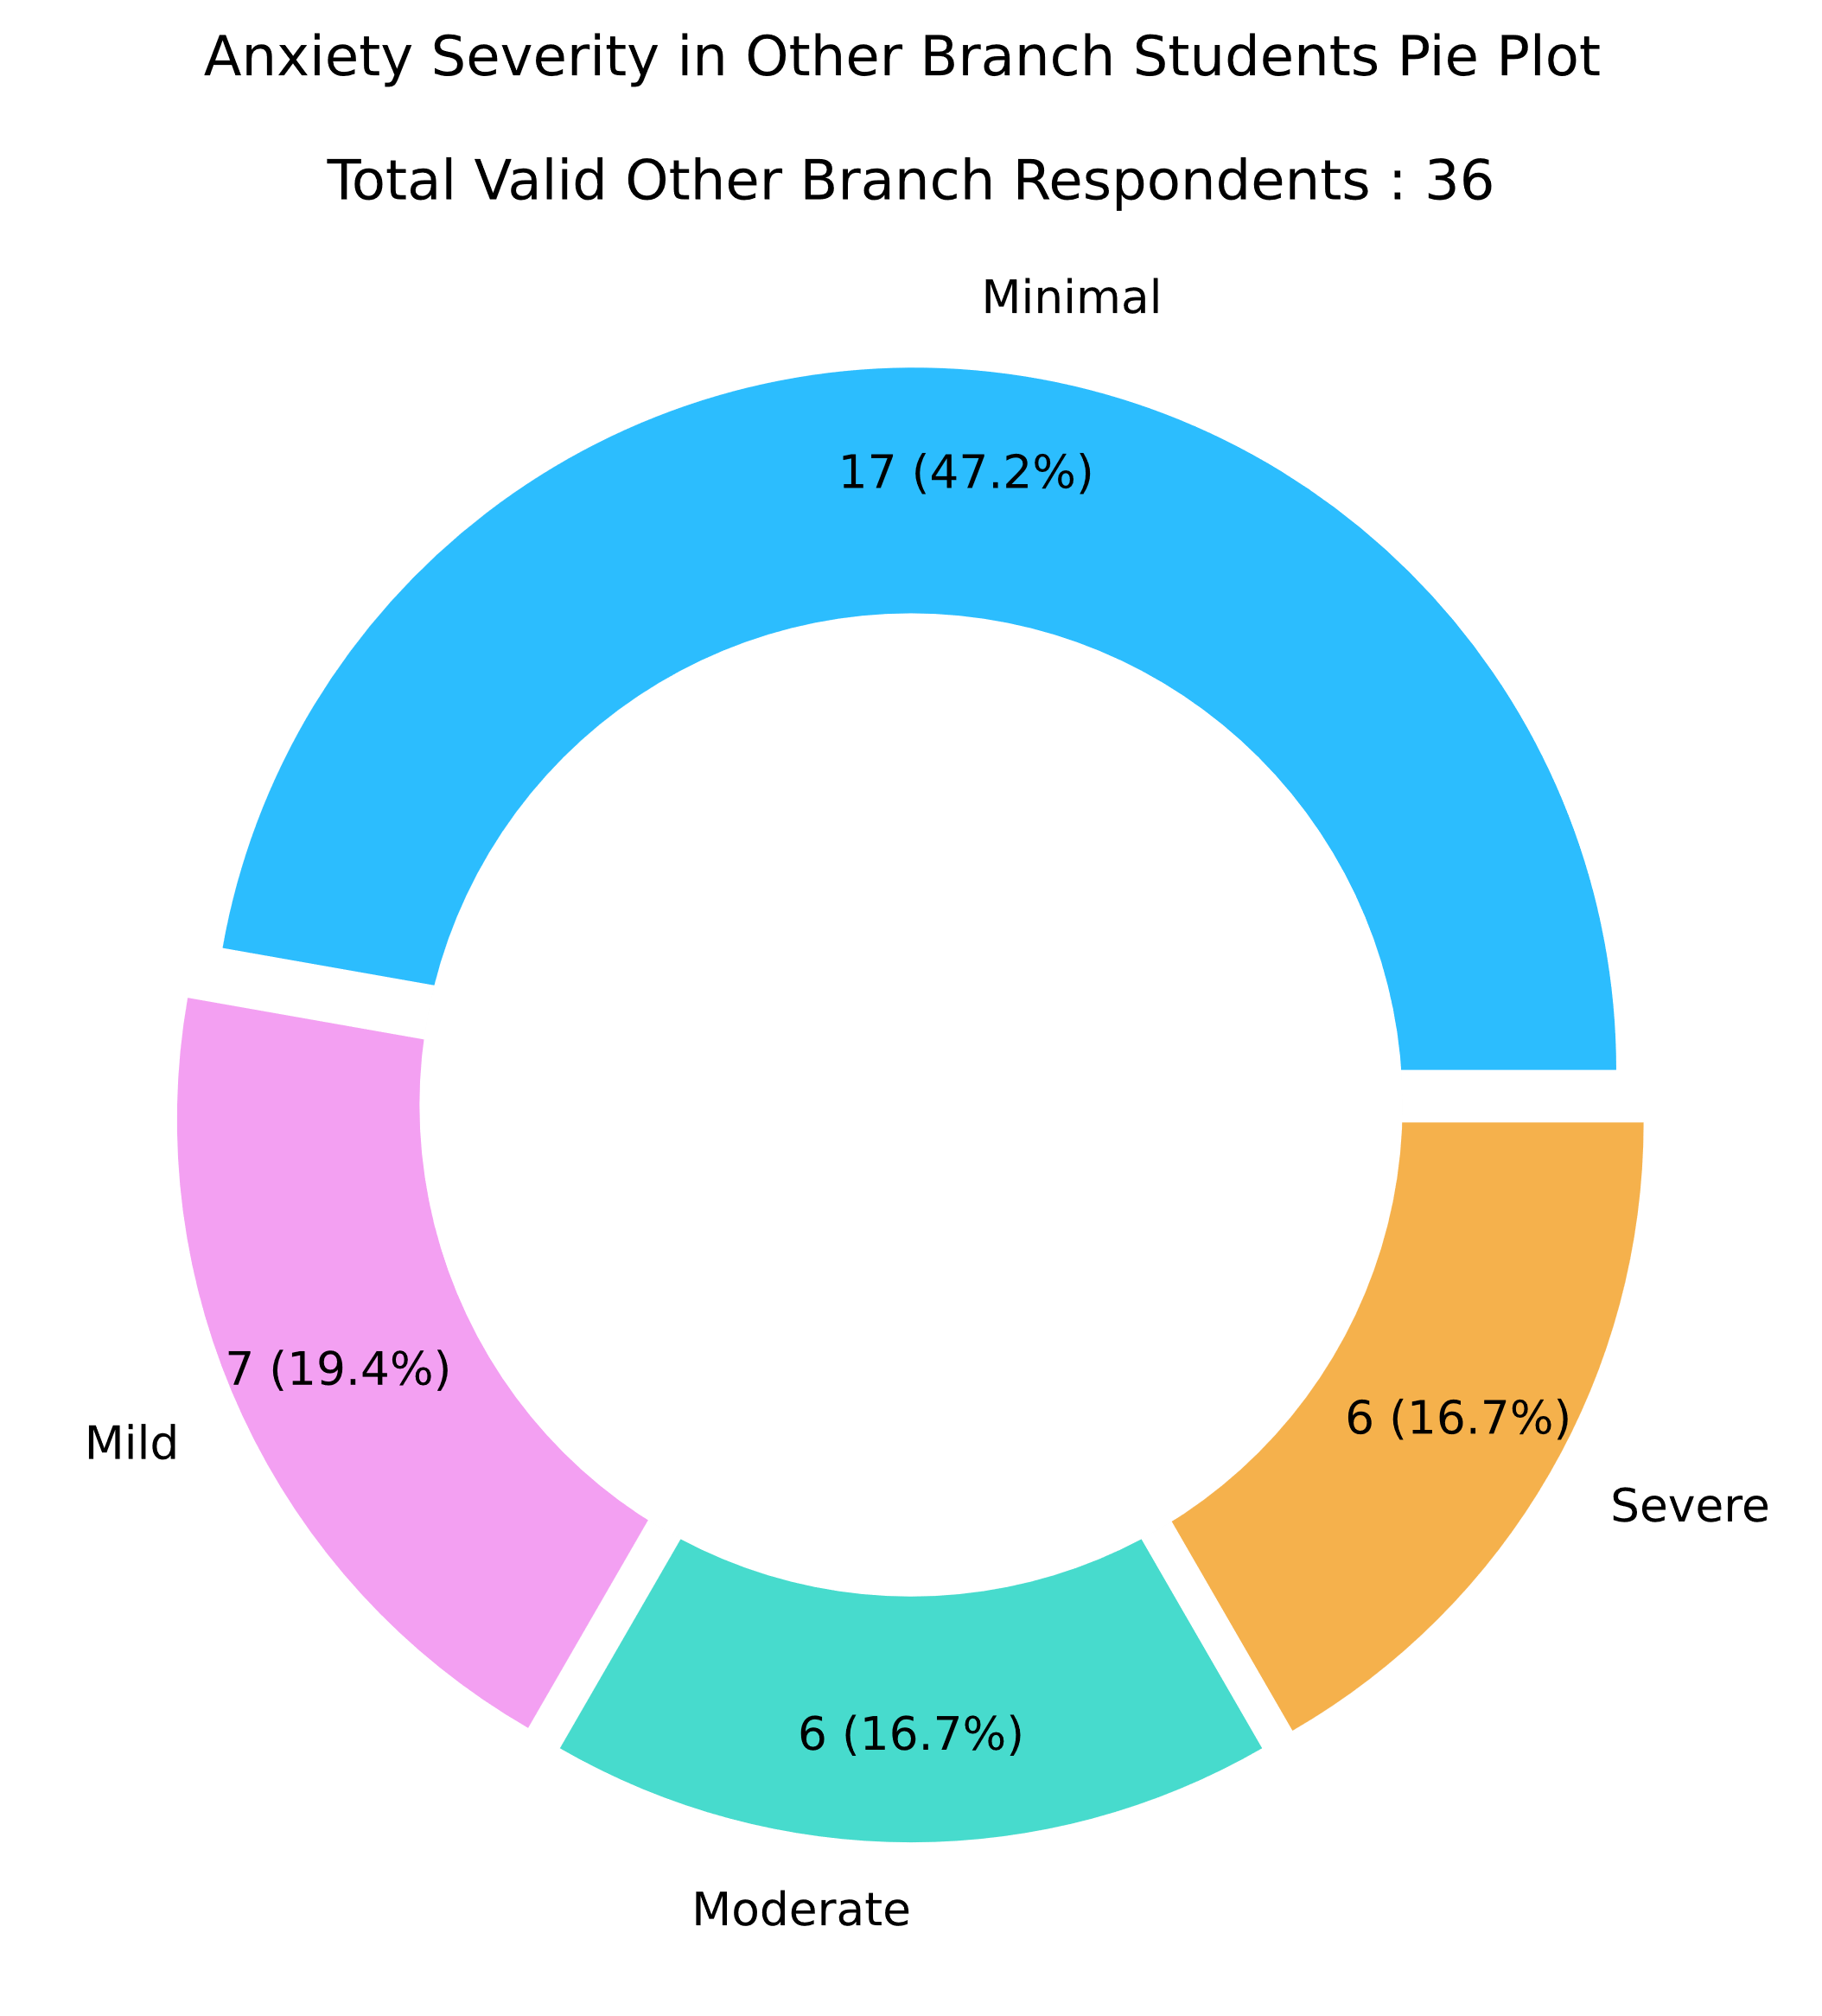 Anxiety Severity in Other Branch Students Pie Plot
Total Valid Other Branch Respondents : 36
Minimal
17 (47.2%)
7 (19.4%)
Mild
6 (16.7%)
Severe
6 (16.7%)
Moderate